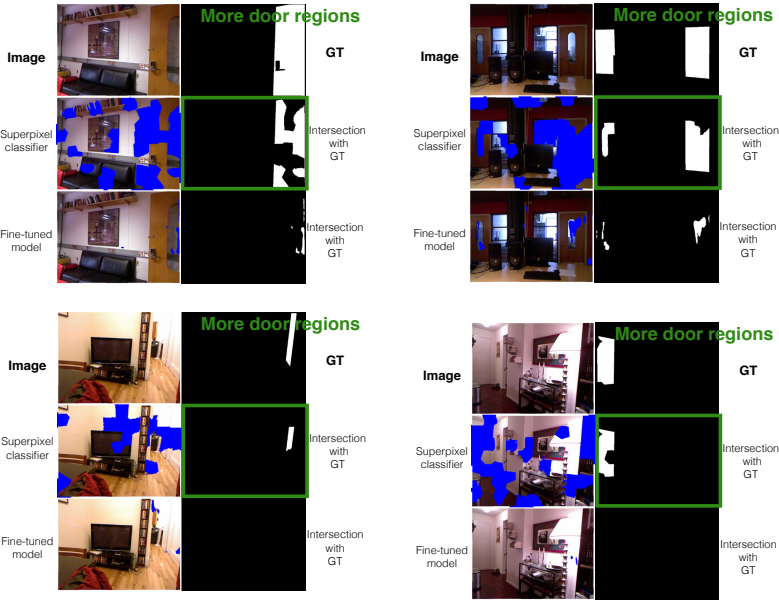 More door regions
Image
GT
Superpixel
classifier
Intersection
with
GT
Fine-tuned
model
Intersection
with
GT
More door regions
Image
GT
Superpixel
classifier
Intersection
with
GT
Fine-tuned
model
Intersection
with
GT
More door regions
Image
GT
Superpixel
classifier
Intersection
with
GT
Fine-tuned
model
Intersection
with
GT
More door regions
Image
GT
Superpixel
classifier
Intersection
with
GT
Fine-tuned
model
Intersection
with
GT